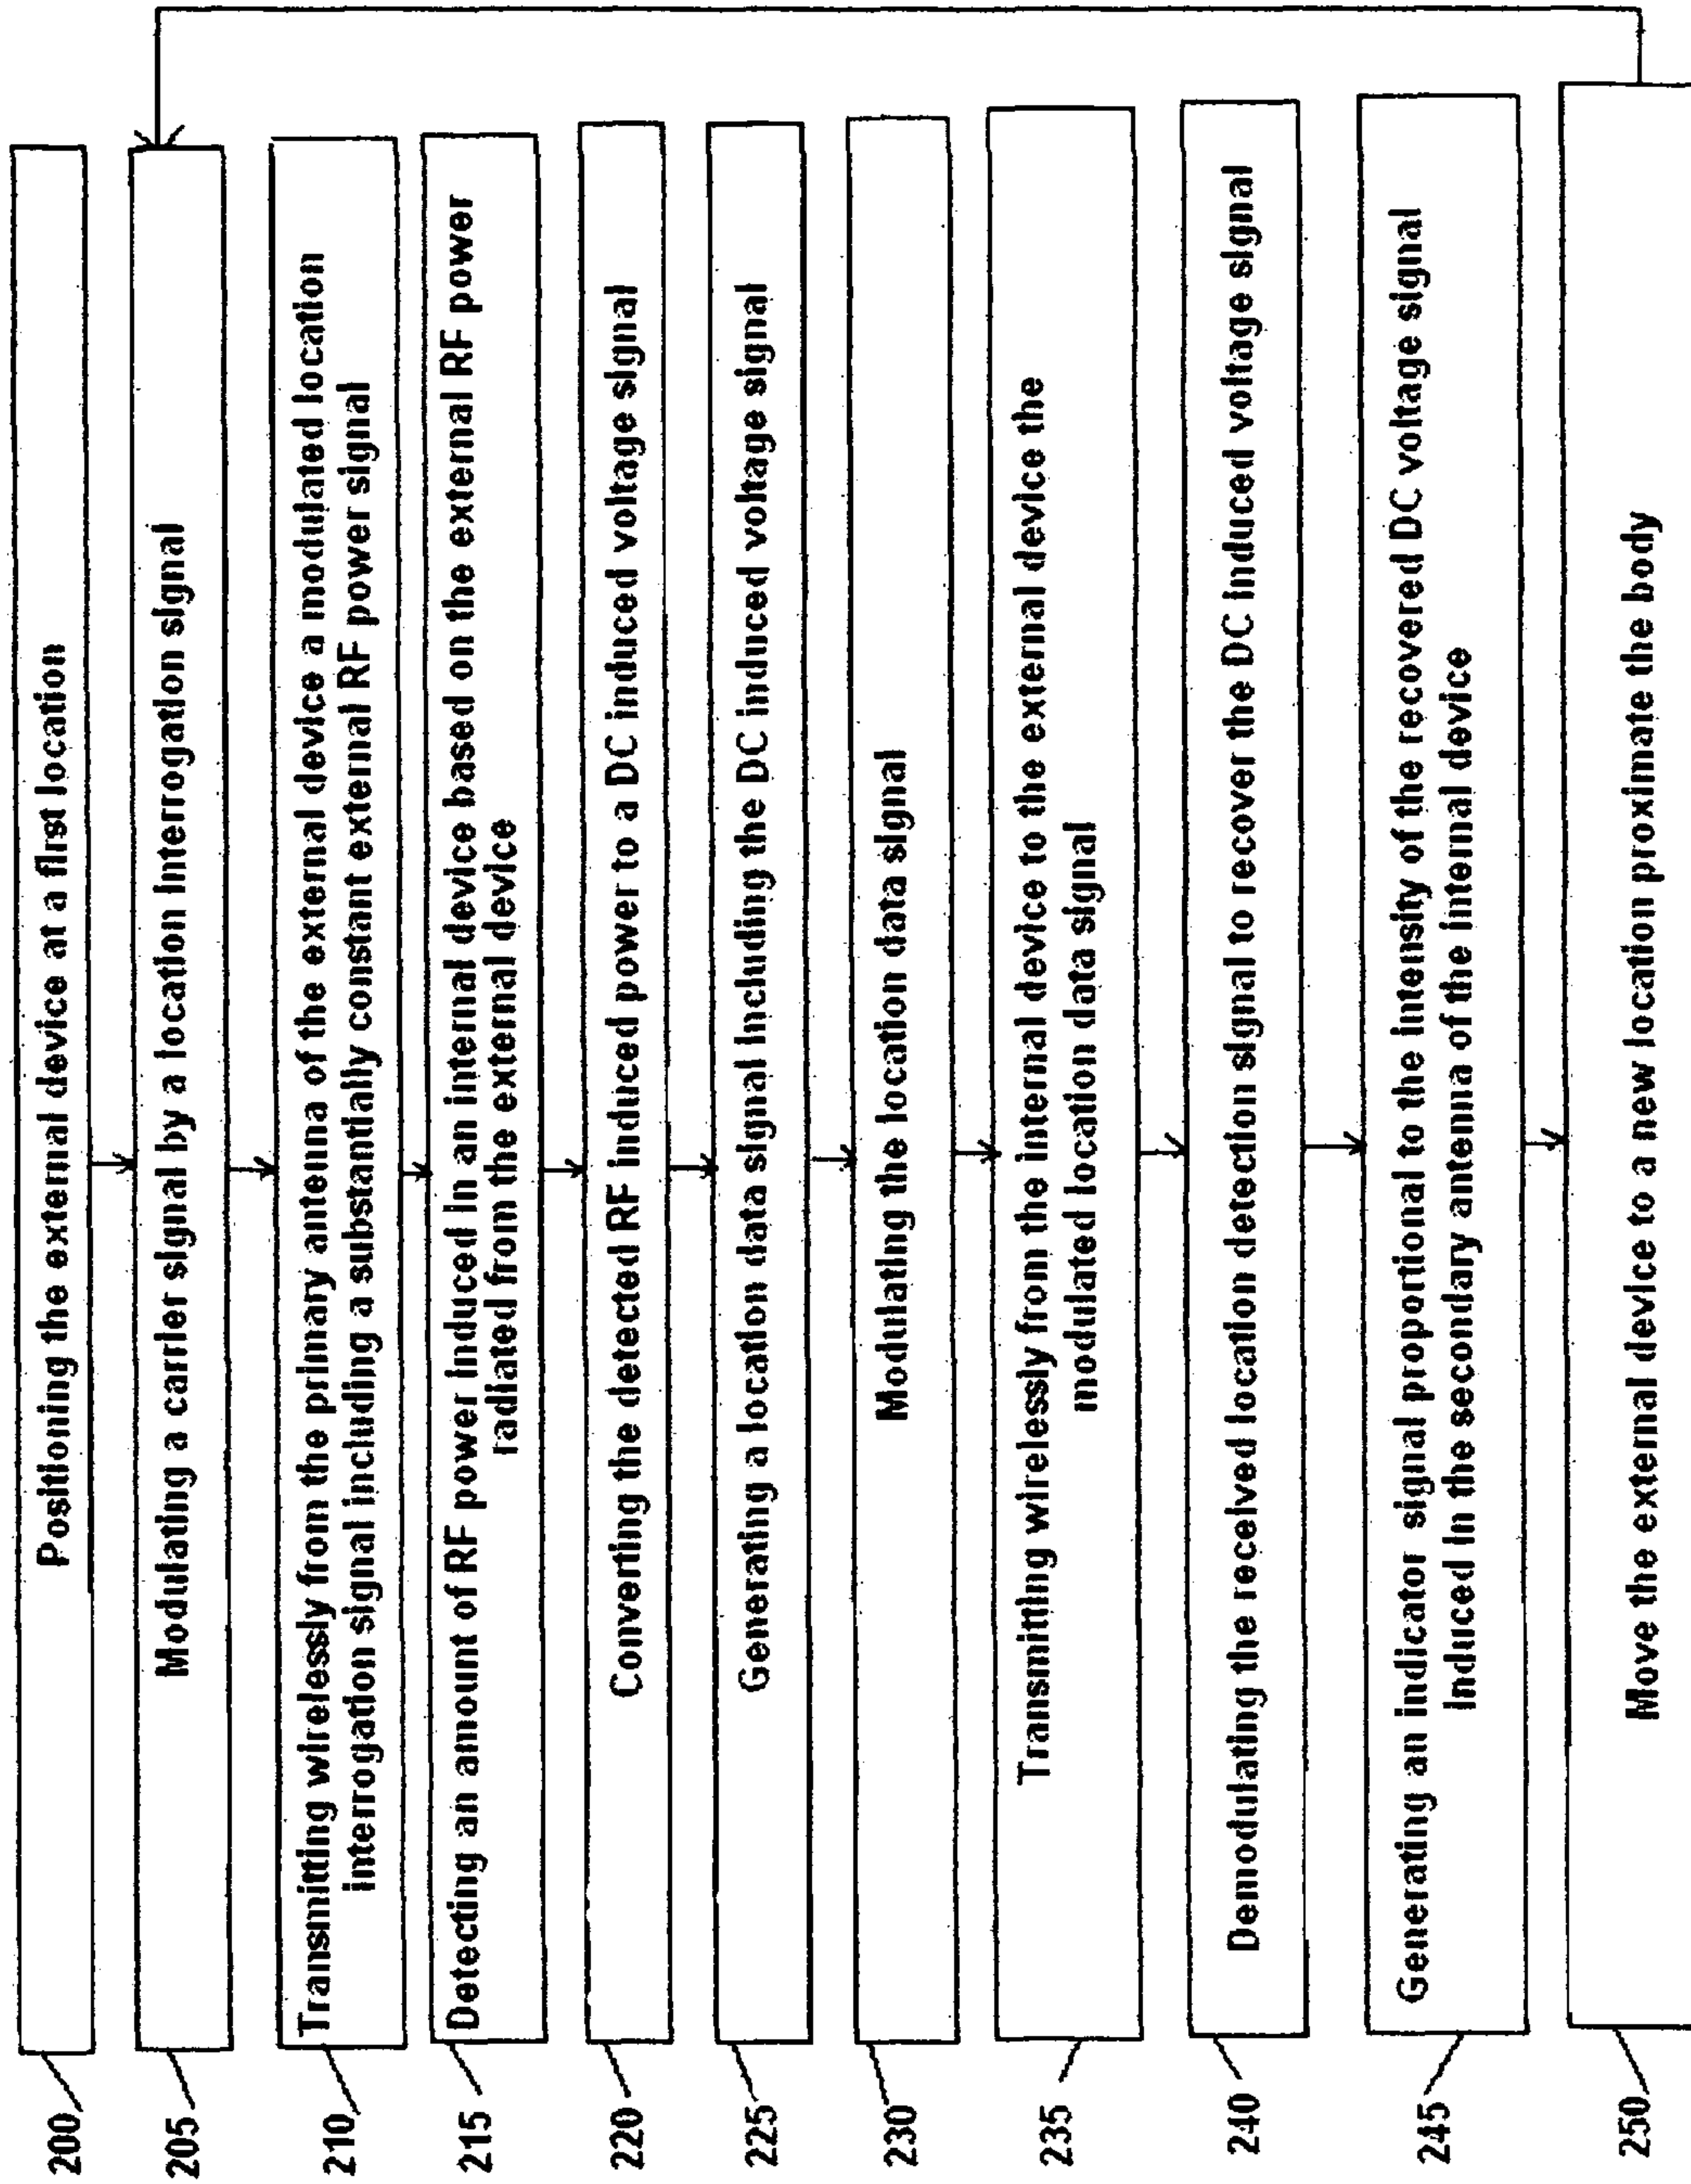 200
Positioning the external device at a first location
205
Modulating a carrier signal by a location interrogation signal
210
Transmitting wirelessly from the primary antenna of the external device a modulated location
interrogation signal including a substantially constant external RF power signal
215
Detecting an amount of RF power induced in an internal device based on the external RF power
radiated from the external device
220
Converting the detected RF induced power to a DC induced voltage signal
225
Generating a location data signal including the DC induced voltage signal
230
Modulating the location data signal
235
Transmitting wirelessly from the internal device to the external device the
modulated location data signal
240
Demodulating the received location detection signal to recover the DC induced voltage signal
245
Generating an indicator signal proportional to the intensity of the recovered DC voltage signal
induced in the secondary antenna of the internal device
250
Move the external device to a new location proximate the body